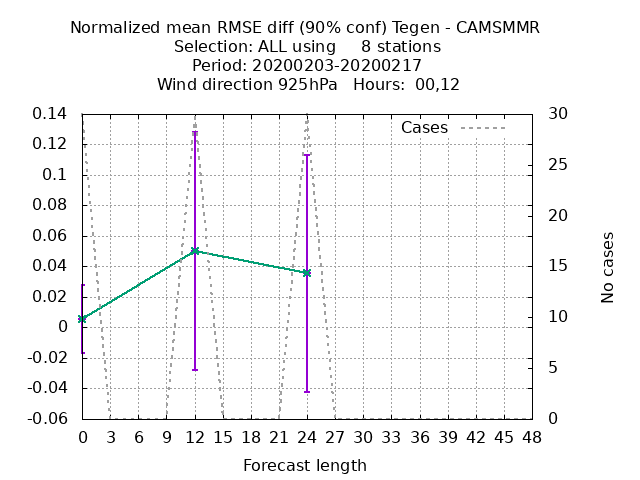 Normalized mean RMSE diff (90% conf) Tegen - CAMSMMR
Selection: ALL using     8 stations
Period: 20200203-20200217
Wind direction 925hPa   Hours:  00,12
0.14
0.12
0.1
0.08
0.06
0.04
0.02
0
-0.02
-0.04
-0.06
Cases
30
25
20
15
10
5
0
No cases
0 3 6 9 12 15 18 21 24 27 30 33 36 39 42 45 48
Forecast length